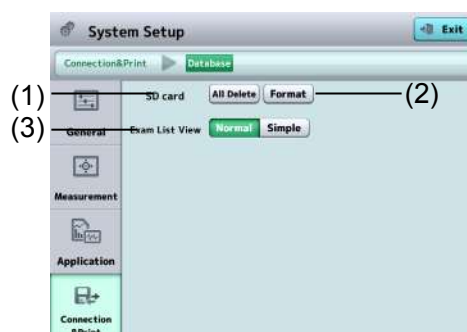 System Setup
Exit
Connection&Print
Database
(1)
SD card
All Delete
Format
(2)
General
(3)
Exam List View
Normal
Simple
Measurement
Application
Connection
&Print